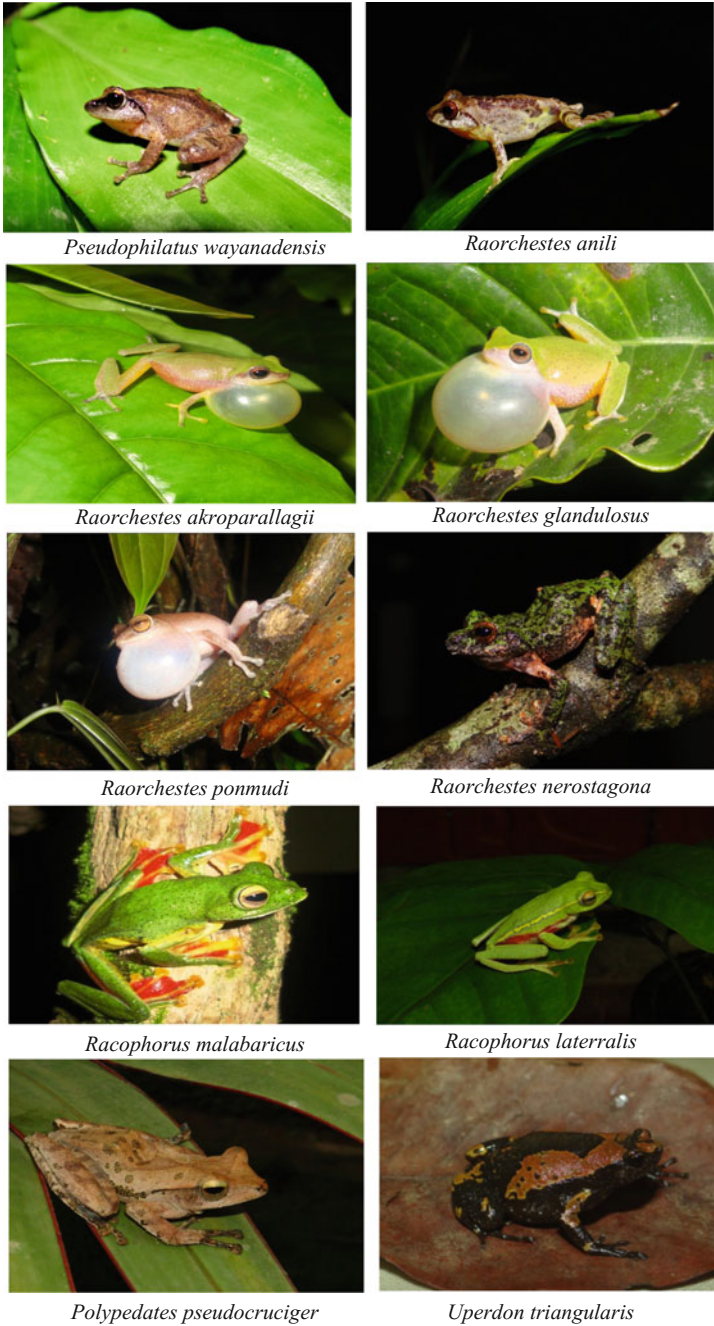 Pseudophilatus wayanadensis
Raorchestes anili
Raorchestes akroparallagii
Raorchestes glandulosus
Raorchestes ponmudi
Raorchestes nerostagona
Racophorus malabaricus
Racophorus laterralis
Polypedates pseudocruciger
Uperdon triangularis